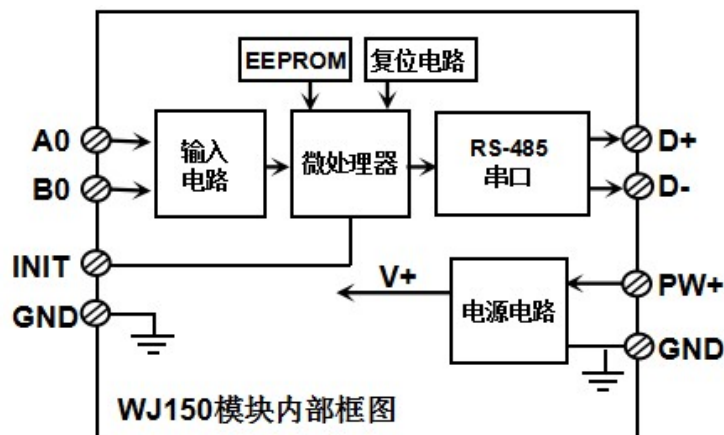 EEPROM
复位电路
A0
B0
输入
电路
微处理器
RS-485
串口
D+
D-
INIT
GND
V+
电源电路
PW+
GND
WJ150模块内部框图